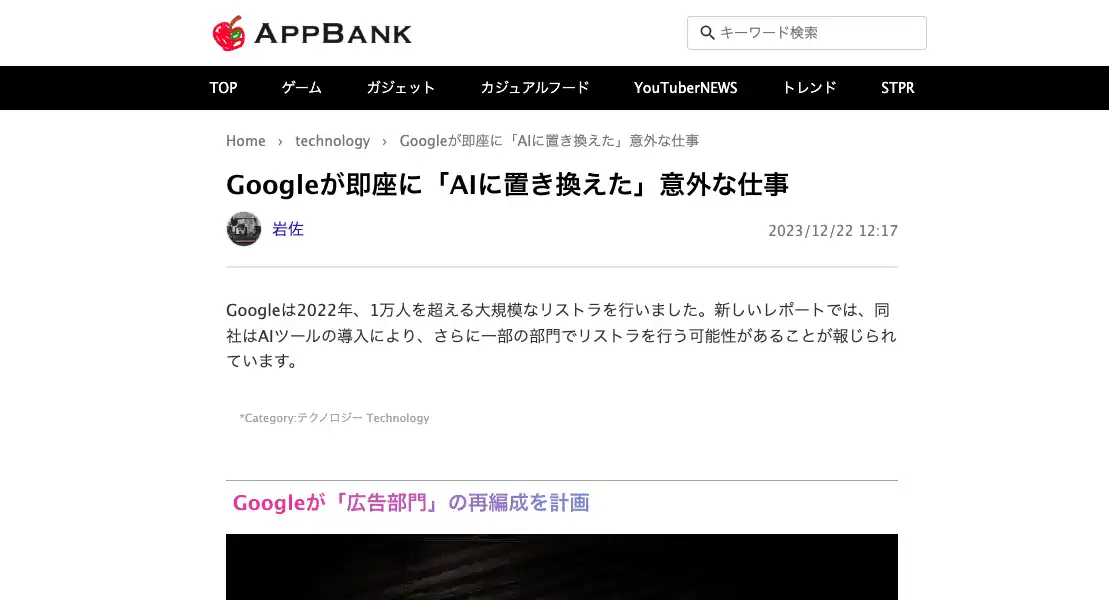 APPBANK
キーワード検索
TOP ゲーム ガジェット カジュアルフード YouTuberNEWS トレンド STPR
Home › technology › Googleが即座に「AIに置き換えた」意外な仕事
Googleが即座に「AIに置き換えた」意外な仕事
岩佐
2023/12/22 12:17
Googleは2022年、1万人を超える大規模なリストラを行いました。新しいレポートでは、同
社はAIツールの導入により、さらに一部の部門でリストラを行う可能性があることが報じられ
ています。
*Category:テクノロジー Technology
Googleが「広告部門」の再編成を計画